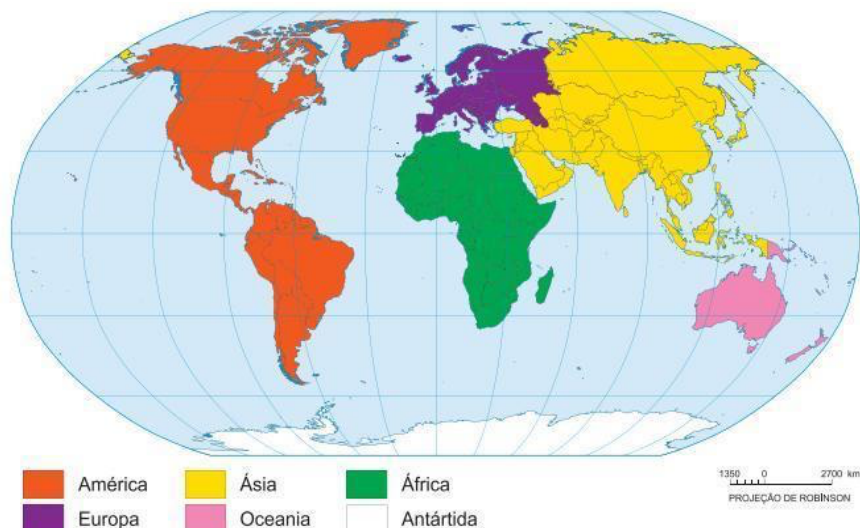 América
Ásia
África
Europa
Oceania
Antártida
1350 0 2700 km
PROJEÇÃO DE ROBINSON